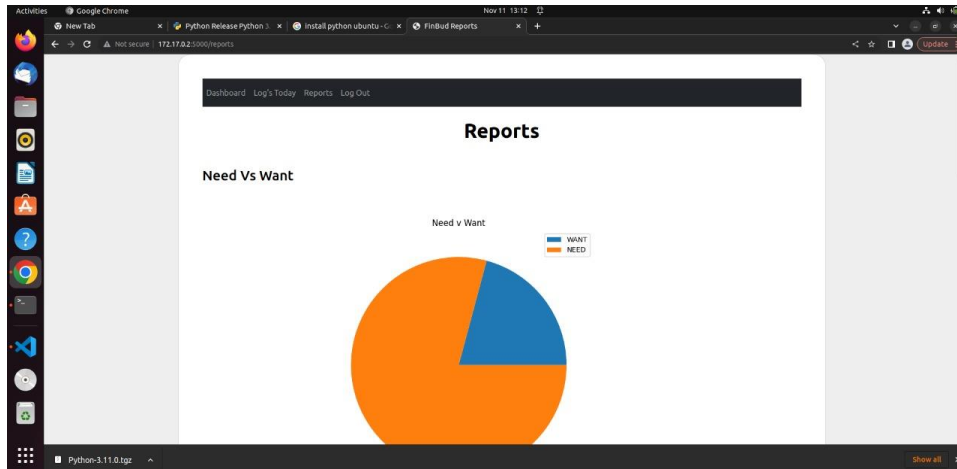 Activities Google Chrome Nov 11 13:12
New Tab Python Release Python 3. install python ubuntu - G FinBud Reports
Not secure 172.17.0.2:5000/reports Update
Dashboard Log's Today Reports Log Out
Reports
Need Vs Want
Need v Want
WANT
NEED
Python-3.11.0.tgz Show all